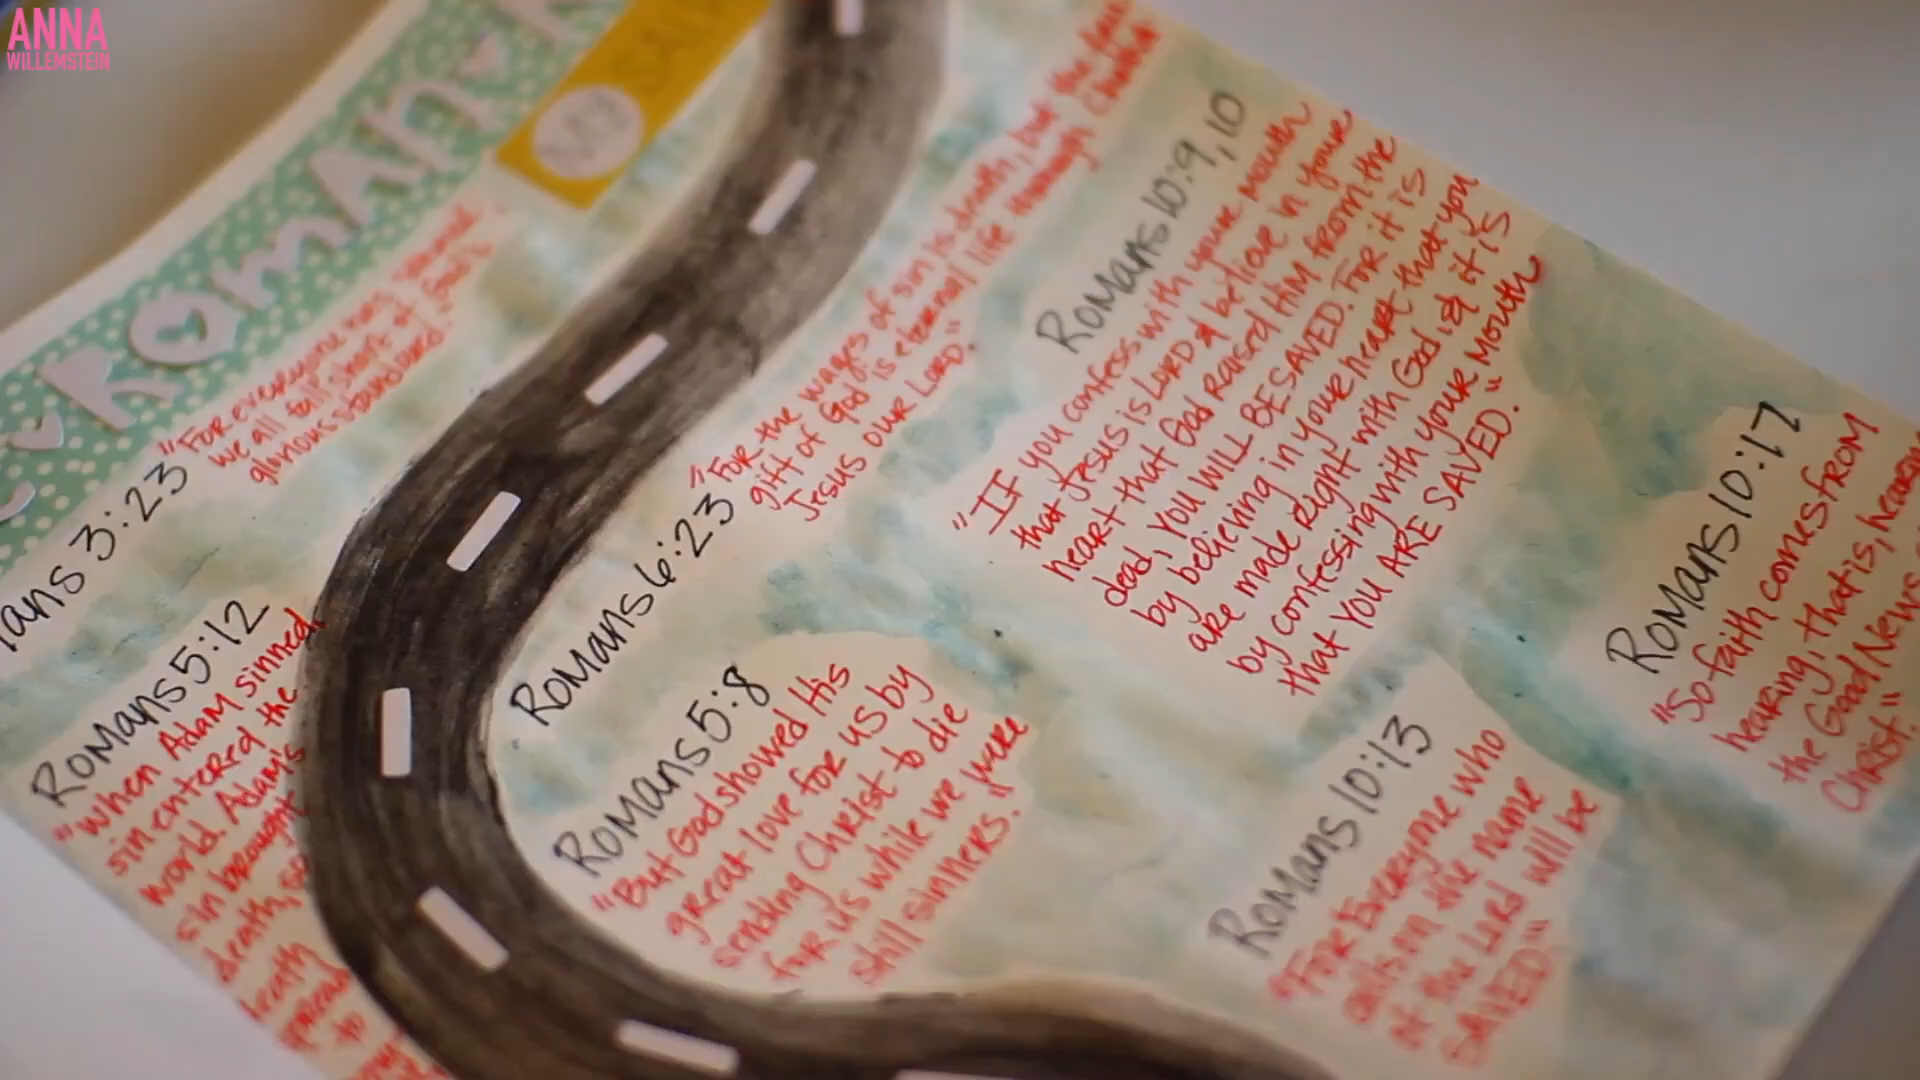 ANNA
WILLEMSTEIN
ROMAN R
MY
Romans 3:23
"For everyone has sinned
we all fall short of God's
glorious standard."
Romans 5:12
"When Adam sinned,
sin entered the
world. Adam's
sin brought
death, so
death
spread
to
Romans 6:23
"For the wages of sin is death, but the free
gift of God is eternal life through Christ
Jesus our LORD."
Romans 5:8
"But God showed His
great love for us by
sending Christ to die
for us while we were
still sinners."
Romans 10:9,10
"If you confess with your mouth
that Jesus is LORD & believe in your
heart that God raised Him from the
dead, you WILL BE SAVED. For it is
by believing in your heart that you
are made right with God & it is
by confessing with your mouth
that YOU ARE SAVED."
Romans 10:13
"For Everyone who
calls on the name
of the LORD will be
SAVED."
Romans 10:17
"So faith comes FROM
hearing, that is, hearing
the Good News
Christ."